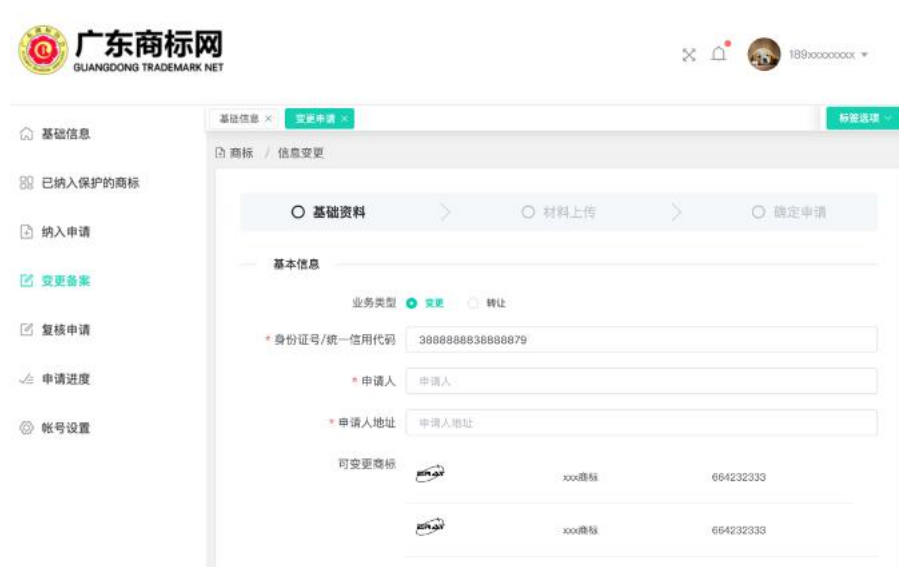 广东商标网
GUANGDONG TRADEMARK NET
189xxxxxxxx
基础信息
已纳入保护的商标
纳入申请
变更备案
复核申请
申请进度
帐号设置
基础信息 × 变更申请 × 标签选项
商标 / 信息变更
基础资料 材料上传 确定申请
基本信息
业务类型 变更 转让
* 身份证号/统一信用代码 3888888838888879
* 申请人 申请人
* 申请人地址 申请人地址
可变更商标 xxx商标 664232333
xxx商标 664232333